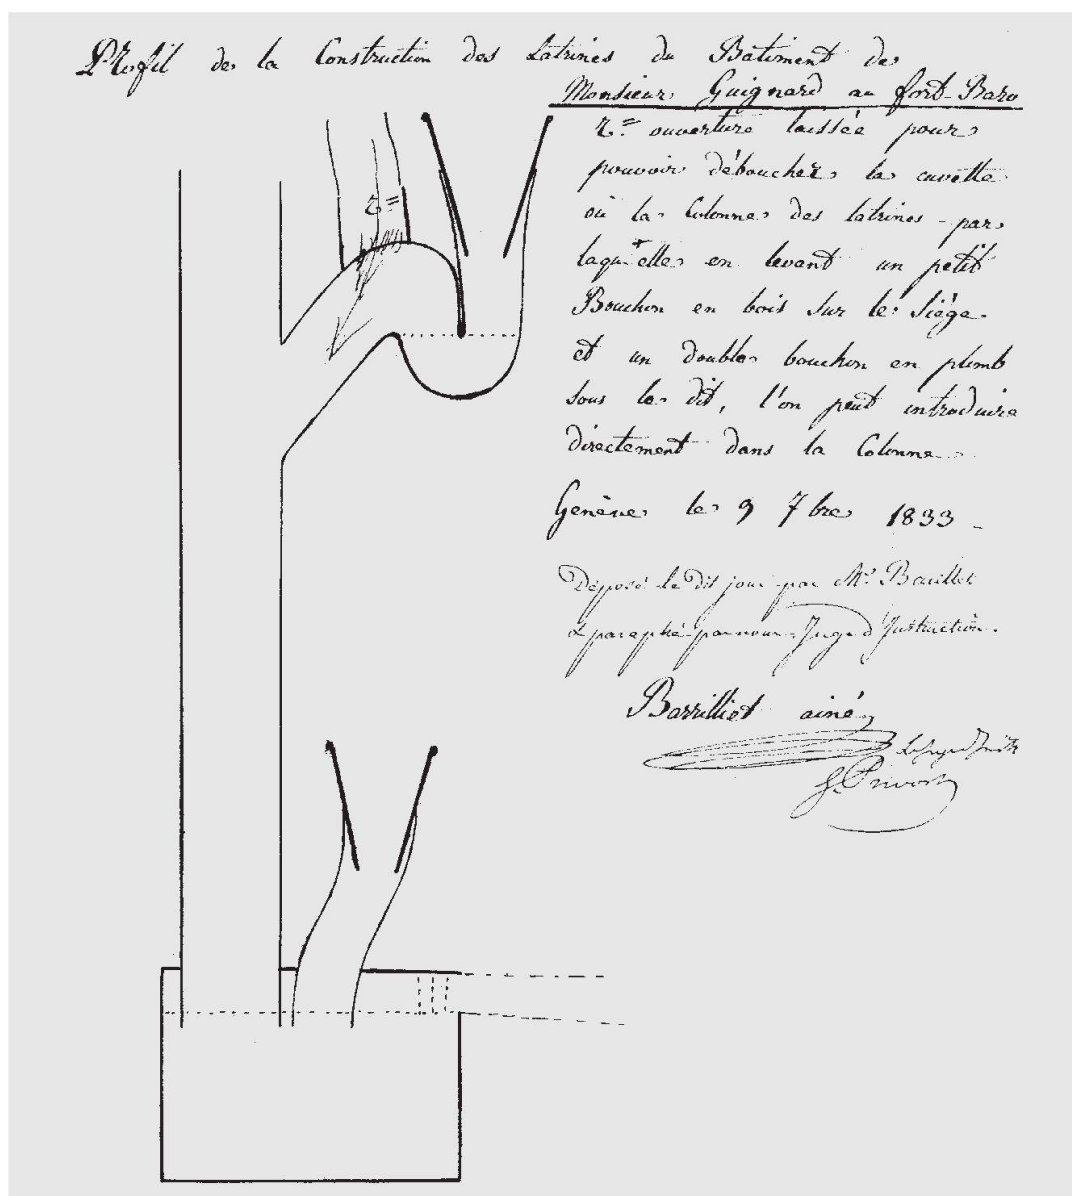 Profil de la Construction des Latrines du Batiment de
Monsieur Guignard au fort-Baro
r.= ouverture laissée pour
pouvoir déboucher la cuvette
où la Colonne des latrines - par
laquelle en levant un petit
Bouchon en bois sur le siège
et un double bouchon en plomb
sous le dit, l'on peut introduire
directement dans la Colonne
r=
Genève le 9 7bre 1833
Déposé le dit jour par Mr Barillet
& paraphé par nous Juge d'Instruction.
Barrilliet ainé